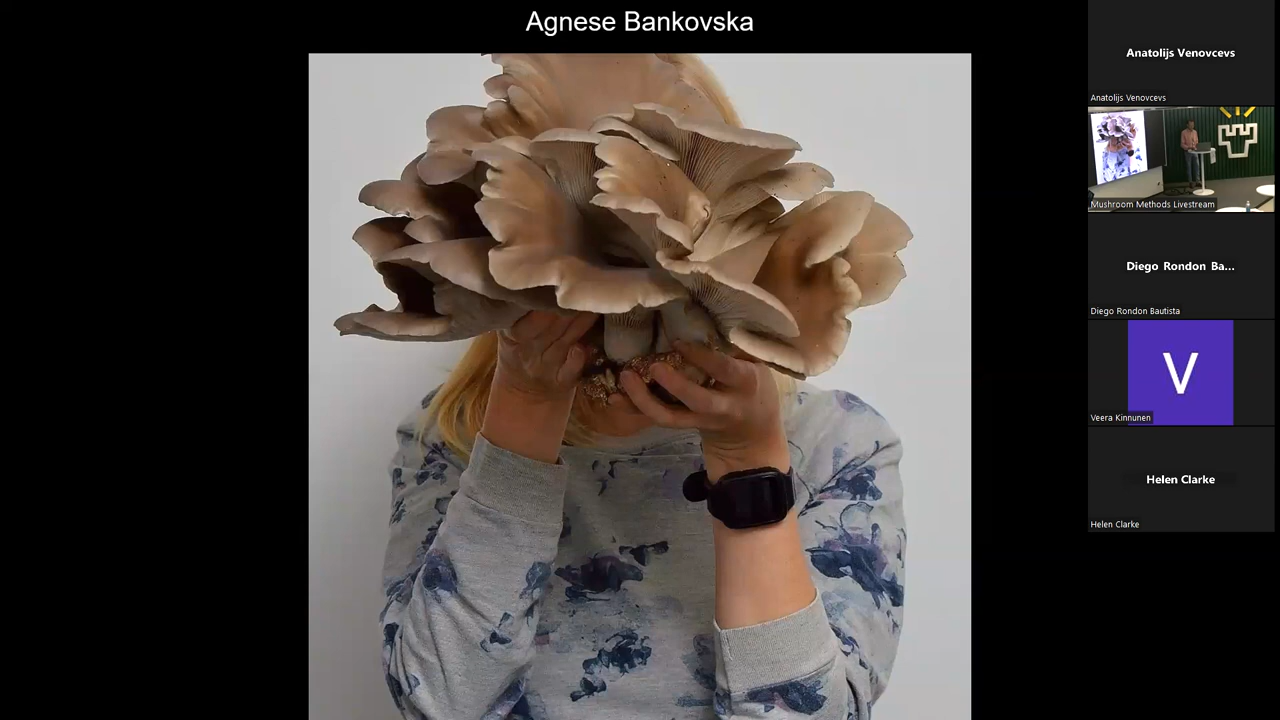 Agnese Bankovska
Anatolijs Venovcevs
Anatolijs Venovcevs
Mushroom Methods Livestream
Diego Rondon Ba...
Diego Rondon Bautista
V
Veera Kinnunen
Helen Clarke
Helen Clarke